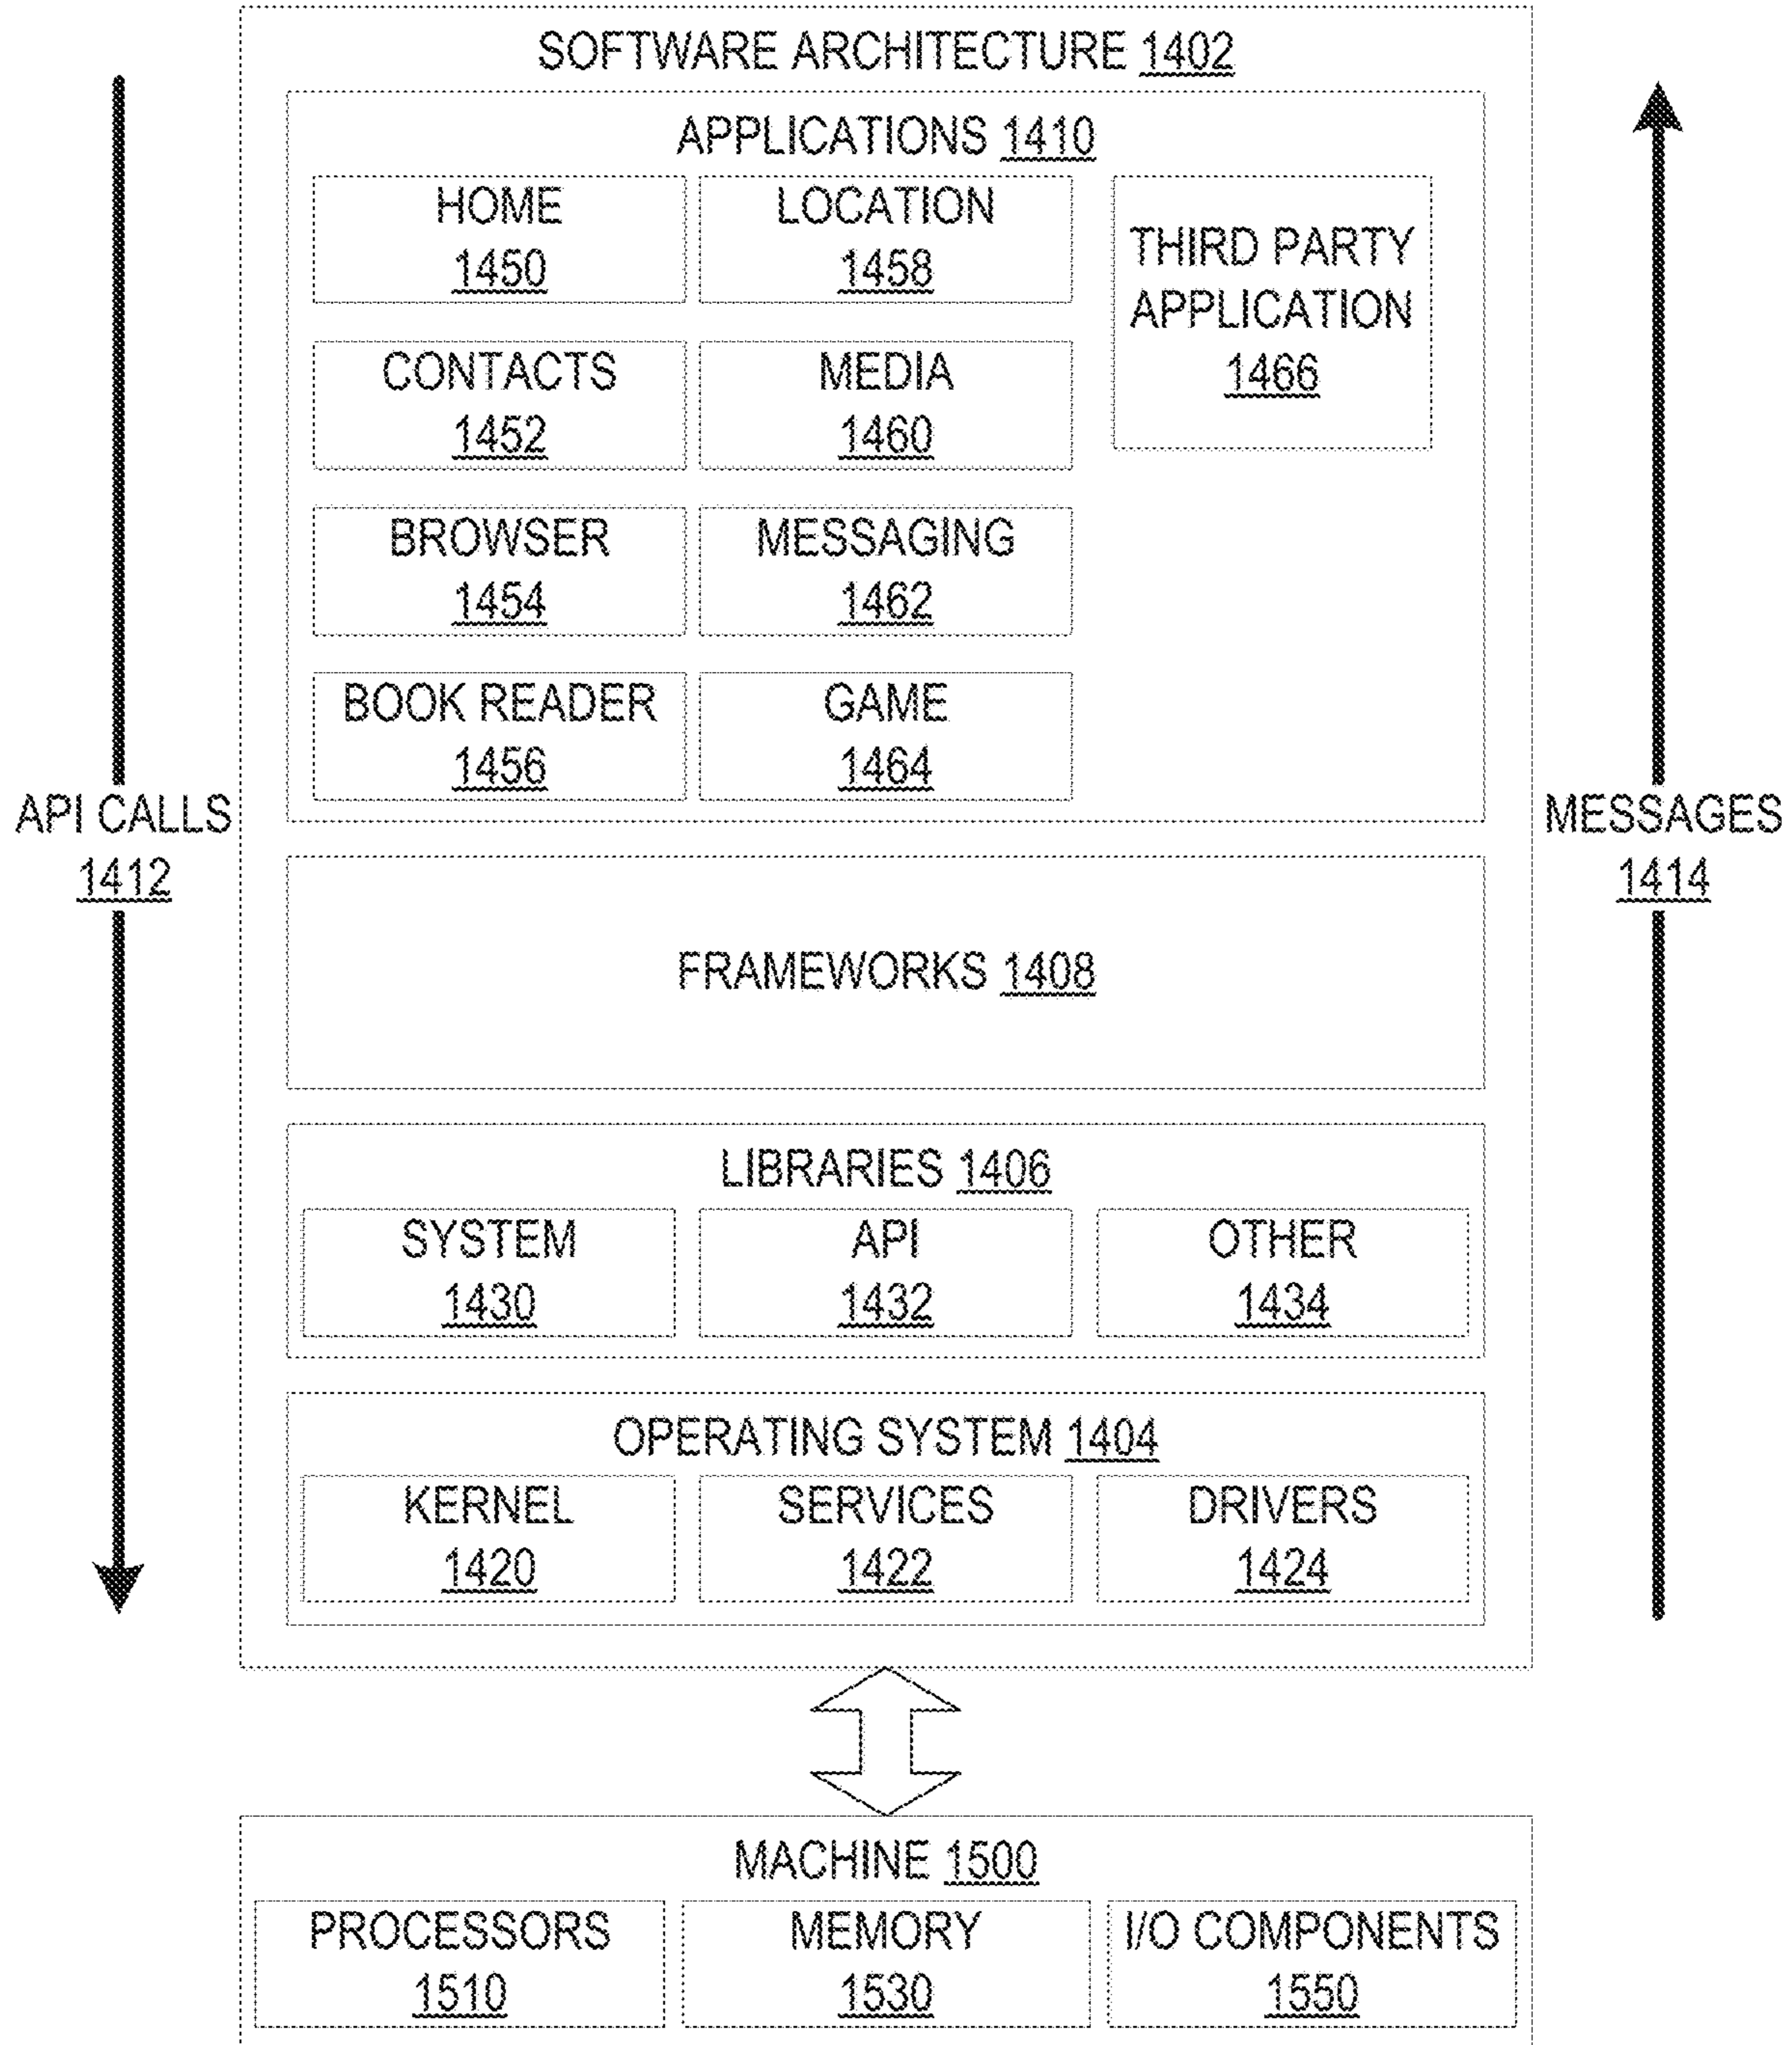 SOFTWARE ARCHITECTURE 1402
APPLICATIONS 1410
HOME
1450
LOCATION
1458
THIRD PARTY
APPLICATION
1466
CONTACTS
1452
MEDIA
1460
BROWSER
1454
MESSAGING
1462
BOOK READER
1456
GAME
1464
API CALLS
1412
MESSAGES
1414
FRAMEWORKS 1408
LIBRARIES 1406
SYSTEM
1430
API
1432
OTHER
1434
OPERATING SYSTEM 1404
KERNEL
1420
SERVICES
1422
DRIVERS
1424
MACHINE 1500
PROCESSORS
1510
MEMORY
1530
I/O COMPONENTS
1550